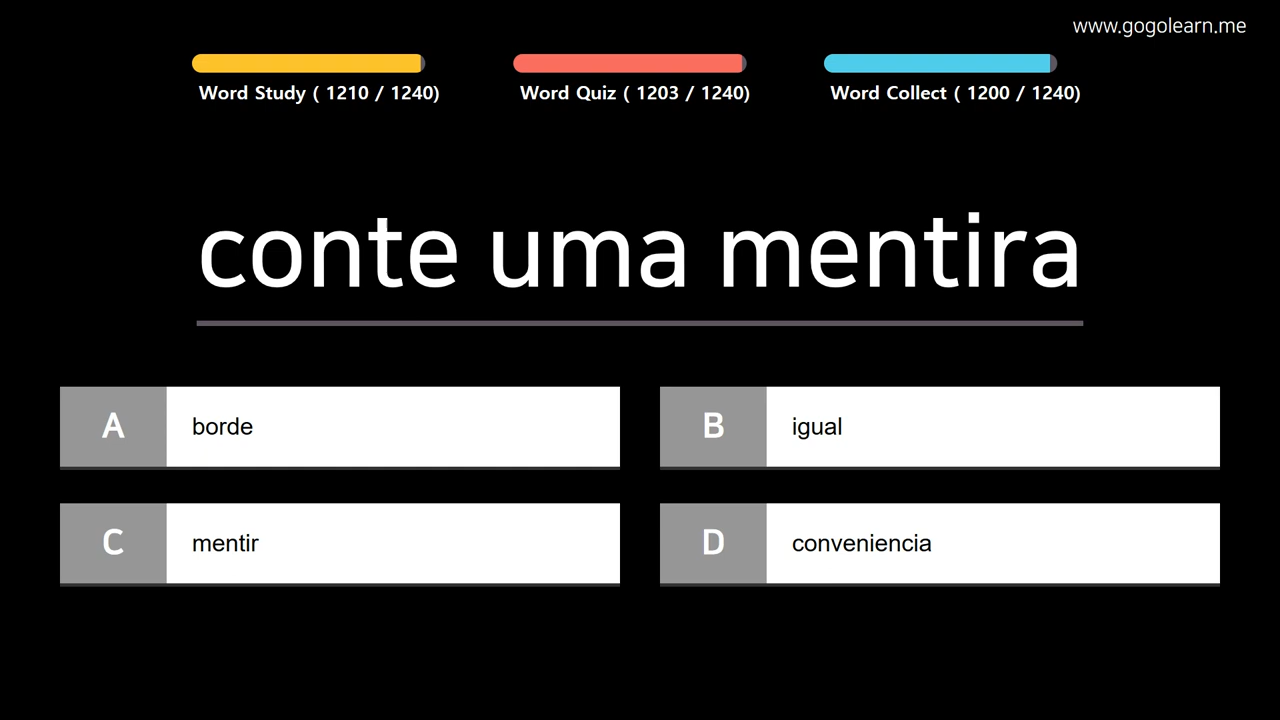 www.gogolearn.me
Word Study ( 1210 / 1240)
Word Quiz ( 1203 / 1240)
Word Collect ( 1200 / 1240)
conte uma mentira
A borde
B igual
C mentir
D conveniencia